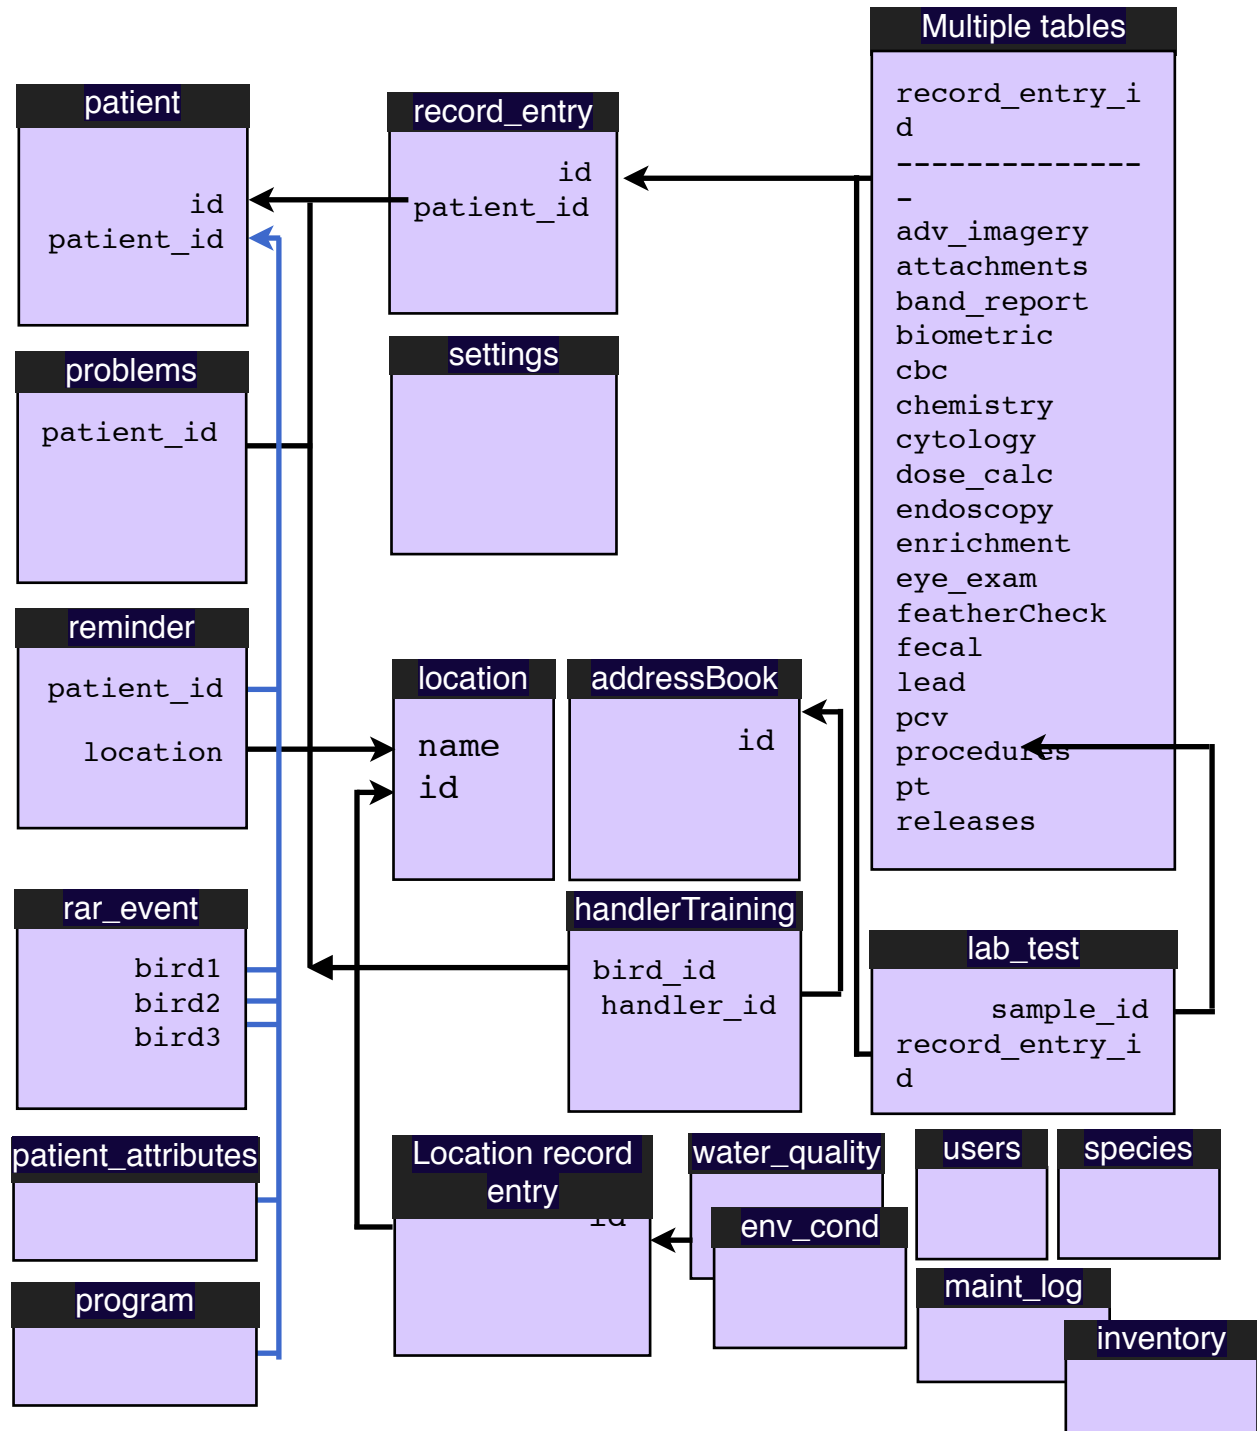 Multiple tables
record_entry_i
d
--------------
-
adv_imagery
attachments
band_report
biometric
cbc
chemistry
cytology
dose_calc
endoscopy
enrichment
eye_exam
featherCheck
fecal
lead
pcv
procedures
pt
releases
patient
id
patient_id
record_entry
id
patient_id
problems
patient_id
settings
reminder
patient_id
location
location
name
id
addressBook
id
rar_event
bird1
bird2
bird3
handlerTraining
bird_id
handler_id
lab_test
sample_id
record_entry_i
d
patient_attributes
Location record
entry
id
water_quality
env_cond
users
species
program
maint_log
inventory